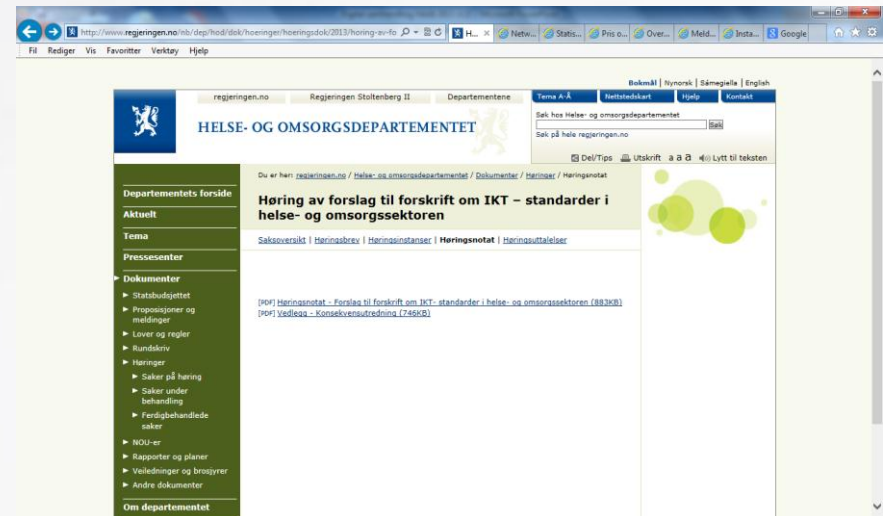 http://www.regjeringen.no/nb/dep/hod/dok/hoeringer/hoeringsdok/2013/horing-av-fo
H...
Netw...
Statis...
Pris o...
Over...
Meld...
Insta...
Google
Fil Rediger Vis Favoritter Verktøy Hjelp
Bokmål | Nynorsk | Sámegiella | English
regjeringen.no Regjeringen Stoltenberg II Departementene
Tema A-Å Nettstedskart Hjelp Kontakt
HELSE- OG OMSORGSDEPARTEMENTET
Søk hos Helse- og omsorgsdepartementet
Søk
Søk på hele regjeringen.no
Del/Tips Utskrift a a a Lytt til teksten
Du er her: regjeringen.no / Helse- og omsorgsdepartementet / Dokumenter / Høringer / Høringsnotat
Høring av forslag til forskrift om IKT – standarder i
helse- og omsorgssektoren
Saksoversikt | Høringsbrev | Høringsinstanser | Høringsnotat | Høringsuttalelser
[PDF] Høringsnotat - Forslag til forskrift om IKT- standarder i helse- og omsorgssektoren (883KB)
[PDF] Vedlegg - Konsekvensutredning (746KB)
Departementets forside
Aktuelt
Tema
Pressesenter
Dokumenter
Statsbudsjettet
Proposisjoner og
meldinger
Lover og regler
Rundskriv
Høringer
Saker på høring
Saker under
behandling
Ferdigbehandlede
saker
NOU-er
Rapporter og planer
Veiledninger og brosjyrer
Andre dokumenter
Om departementet